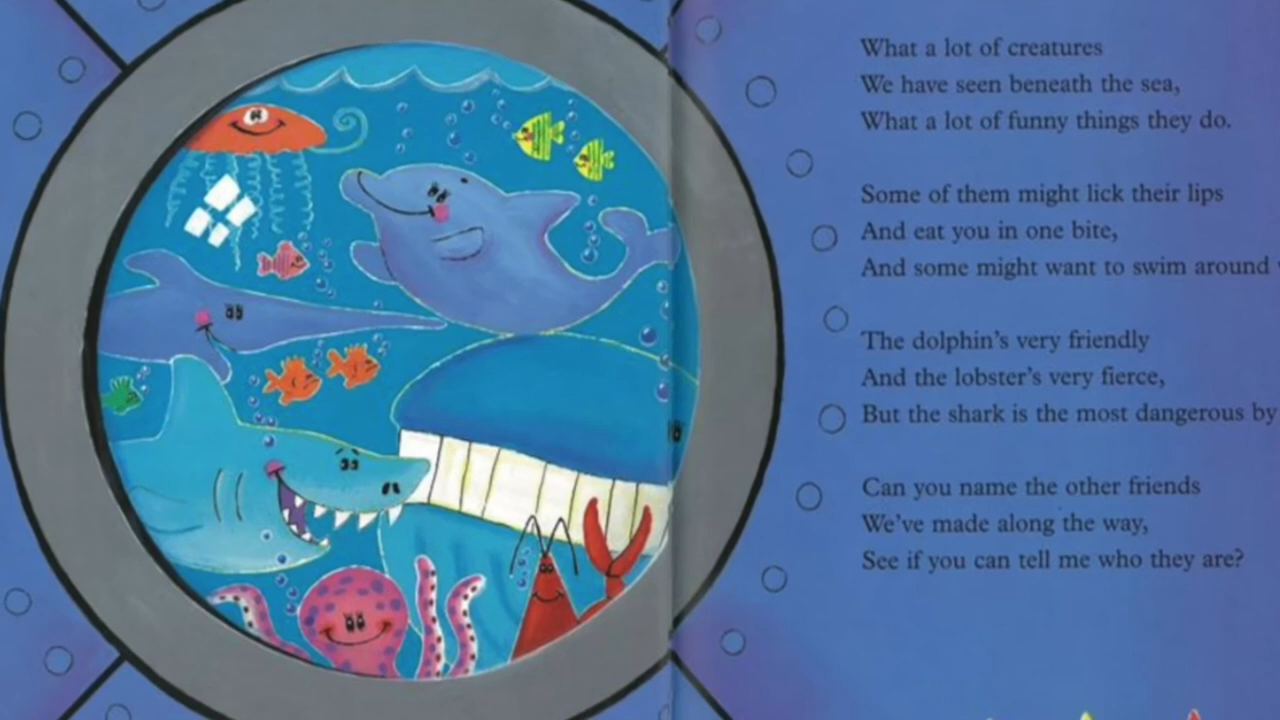 What a lot of creatures
We have seen beneath the sea,
What a lot of funny things they do.
Some of them might lick their lips
And eat you in one bite,
And some might want to swim around
The dolphin's very friendly
And the lobster's very fierce,
But the shark is the most dangerous by
Can you name the other friends
We've made along the way,
See if you can tell me who they are?